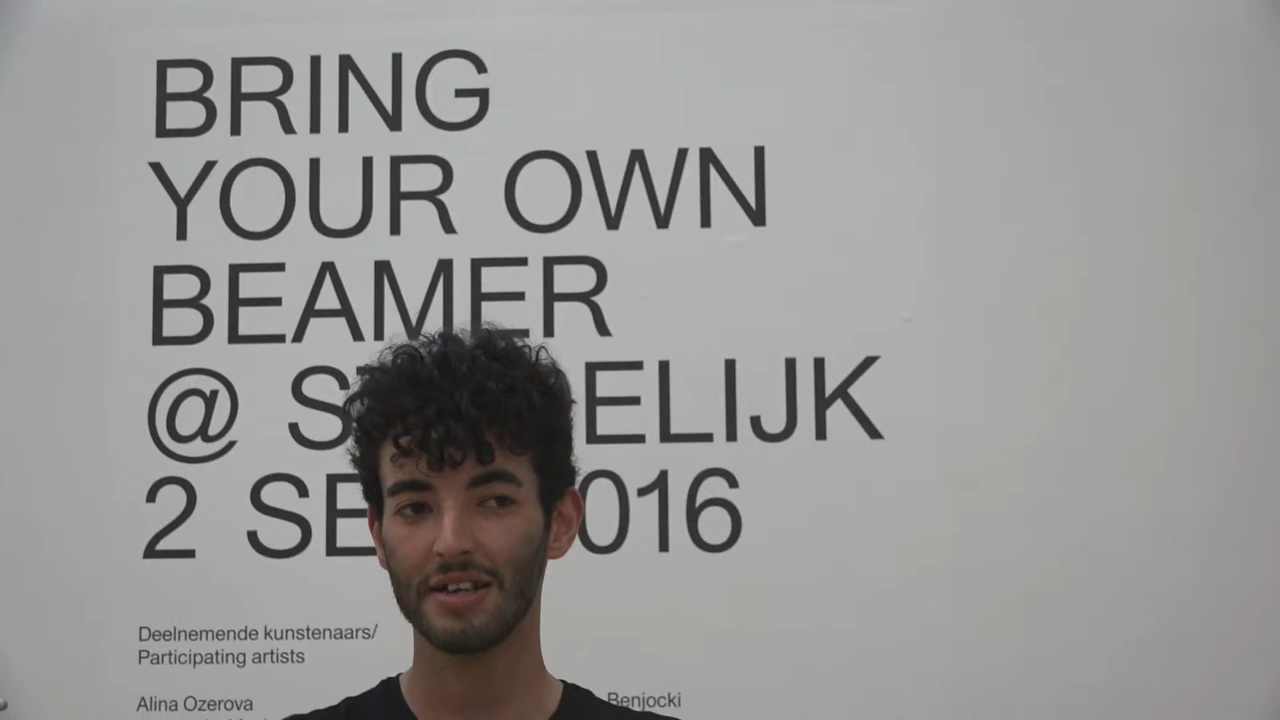 BRING
YOUR OWN
BEAMER
@ S ELIJK
2 SE 016
Deelnemende kunstenaars/
Participating artists
Alina Ozerova
Benjocki